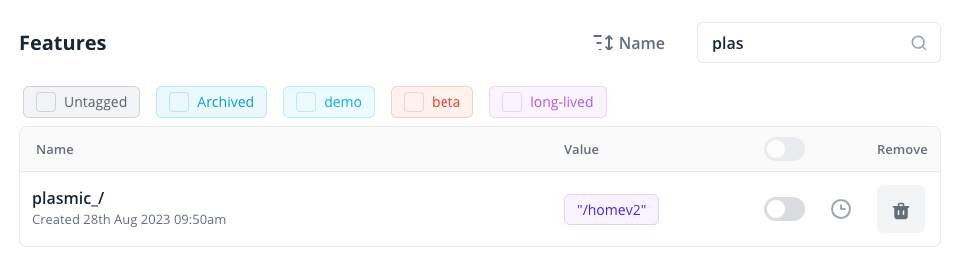 Features
Name
plas
Untagged Archived demo beta long-lived
Name Value Remove
plasmic_/
Created 28th Aug 2023 09:50am
"/homev2"